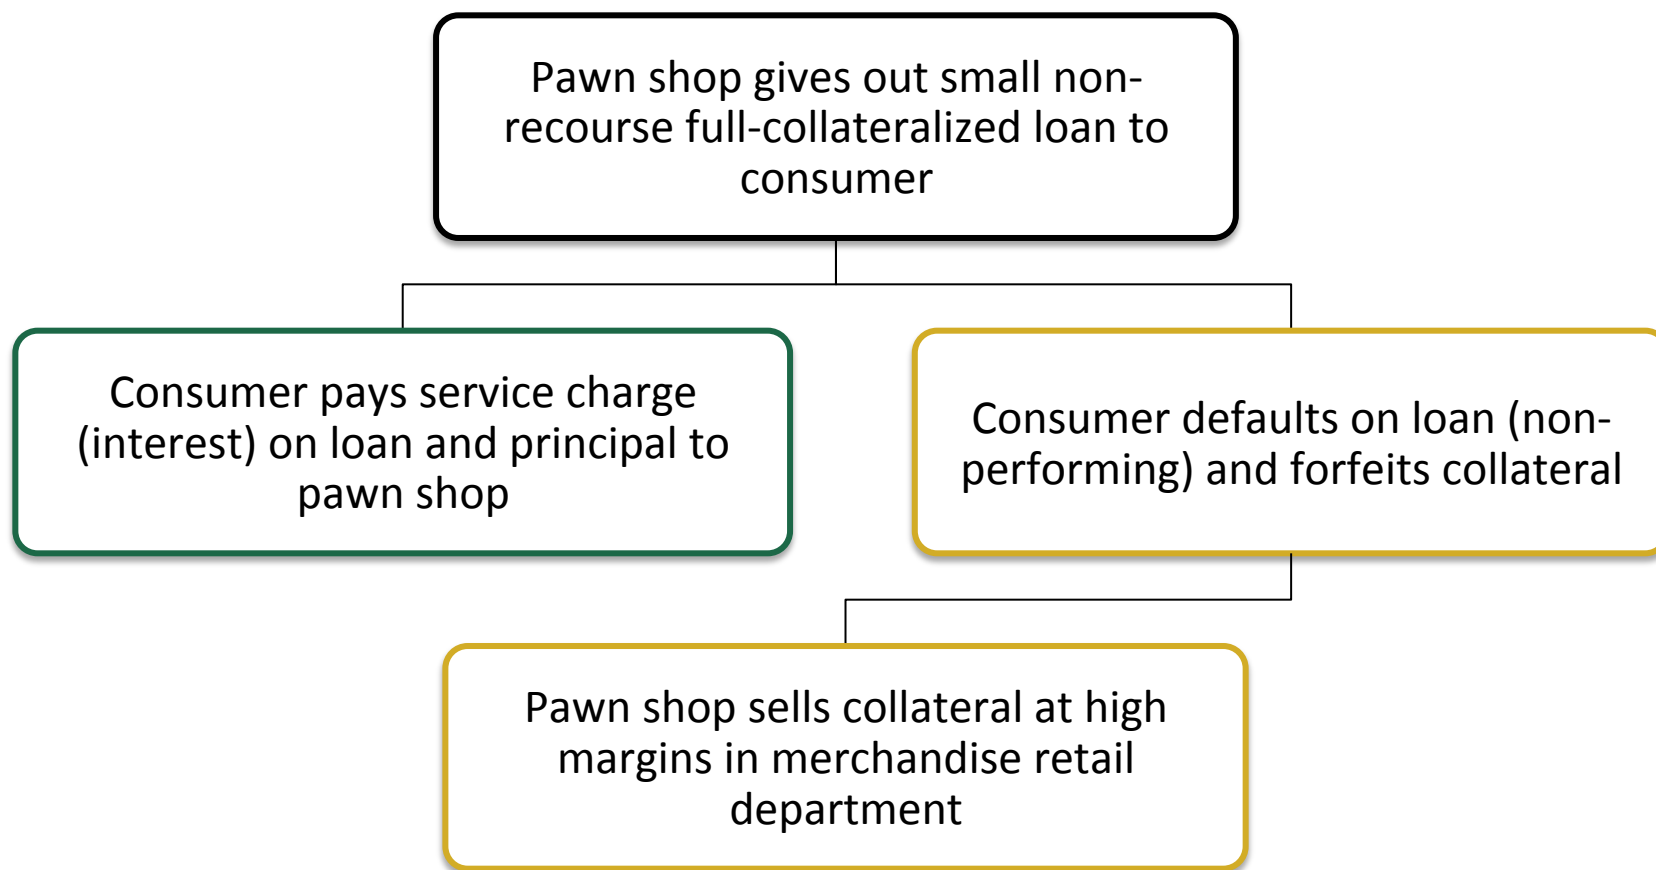 Pawn shop gives out small non-
recourse full-collateralized loan to
consumer
Consumer pays service charge
(interest) on loan and principal to
pawn shop
Consumer defaults on loan (non-
performing) and forfeits collateral
Pawn shop sells collateral at high
margins in merchandise retail
department